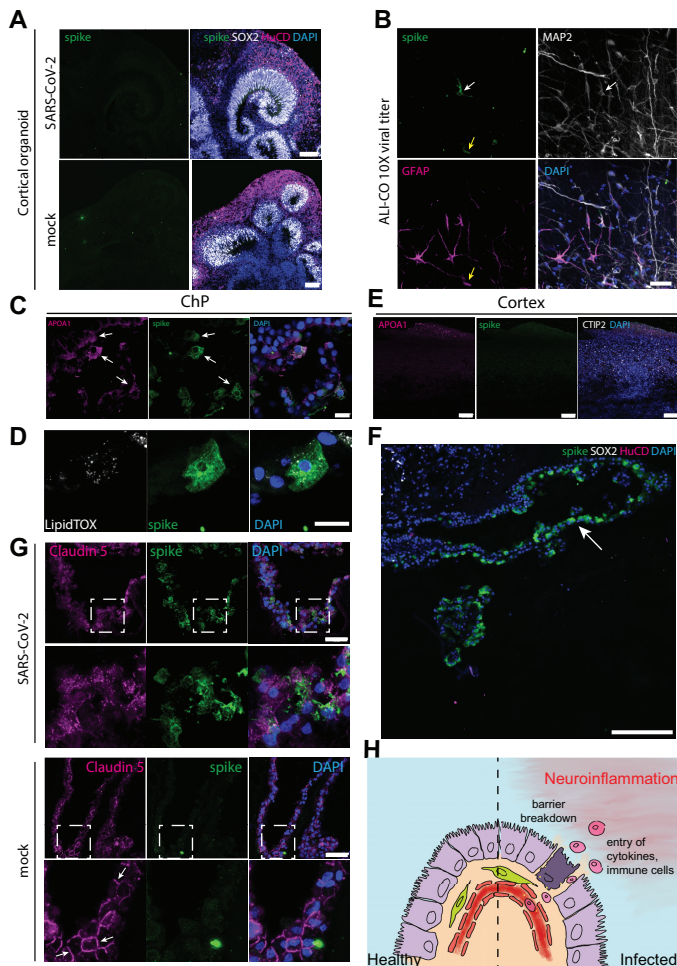 A
spike
spike SOX2 HuCD DAPI
SARS-CoV-2
mock
Cortical organoid
B
spike
MAP2
GFAP
DAPI
ALI-CO 10X viral titer
C
ChP
APOA1
spike
DAPI
E
Cortex
APOA1
spike
CTIP2 DAPI
D
LipidTOX
spike
DAPI
F
spike SOX2 HuCD DAPI
G
Claudin-5
spike
DAPI
SARS-CoV-2
Claudin-5
spike
DAPI
mock
H
Neuroinflammation
barrier
breakdown
entry of
cytokines,
immune cells
Healthy
Infected